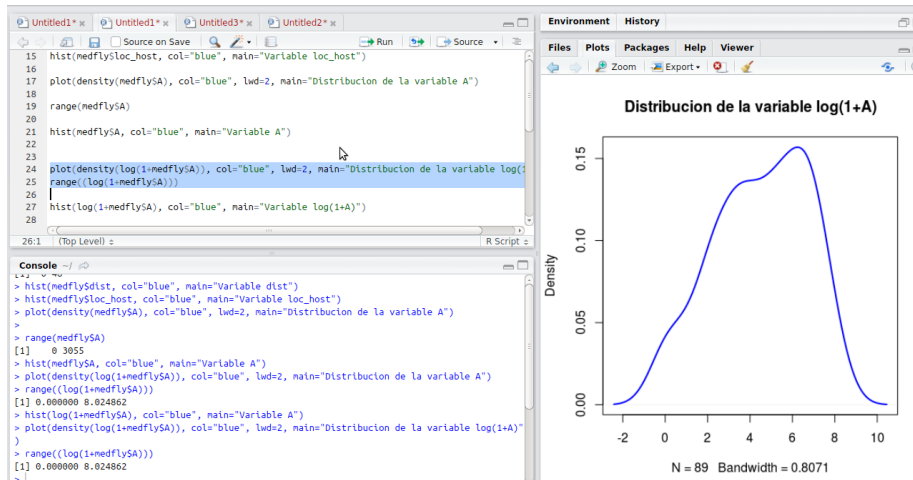 Untitled1* Untitled1* Untitled3* Untitled2*
Source on Save Run Source
15 hist(medfly$loc_host, col="blue", main="Variable loc_host")
16
17 plot(density(medfly$A), col="blue", lwd=2, main="Distribucion de la variable A")
18
19 range(medfly$A)
20
21 hist(medfly$A, col="blue", main="Variable A")
22
23
24 plot(density(log(1+medfly$A)), col="blue", lwd=2, main="Distribucion de la variable log(1
25 range((log(1+medfly$A)))
26
27 hist(log(1+medfly$A), col="blue", main="Variable log(1+A)")
28
26:1 (Top Level) R Script
Console ~/
[1] 0 48
> hist(medfly$dist, col="blue", main="Variable dist")
> hist(medfly$loc_host, col="blue", main="Variable loc_host")
> plot(density(medfly$A), col="blue", lwd=2, main="Distribucion de la variable A")
>
> range(medfly$A)
[1] 0 3055
> hist(medfly$A, col="blue", main="Variable A")
> plot(density(log(1+medfly$A)), col="blue", lwd=2, main="Distribucion de la variable A")
> range((log(1+medfly$A)))
[1] 0.000000 8.024862
> hist(log(1+medfly$A), col="blue", main="Variable A")
> plot(density(log(1+medfly$A)), col="blue", lwd=2, main="Distribucion de la variable log(1+A)"
)
> range((log(1+medfly$A)))
[1] 0.000000 8.024862
>
Environment History
Files Plots Packages Help Viewer
Zoom Export
Distribucion de la variable log(1+A)
Density
0.15
0.10
0.05
0.00
-2 0 2 4 6 8 10
N = 89 Bandwidth = 0.8071